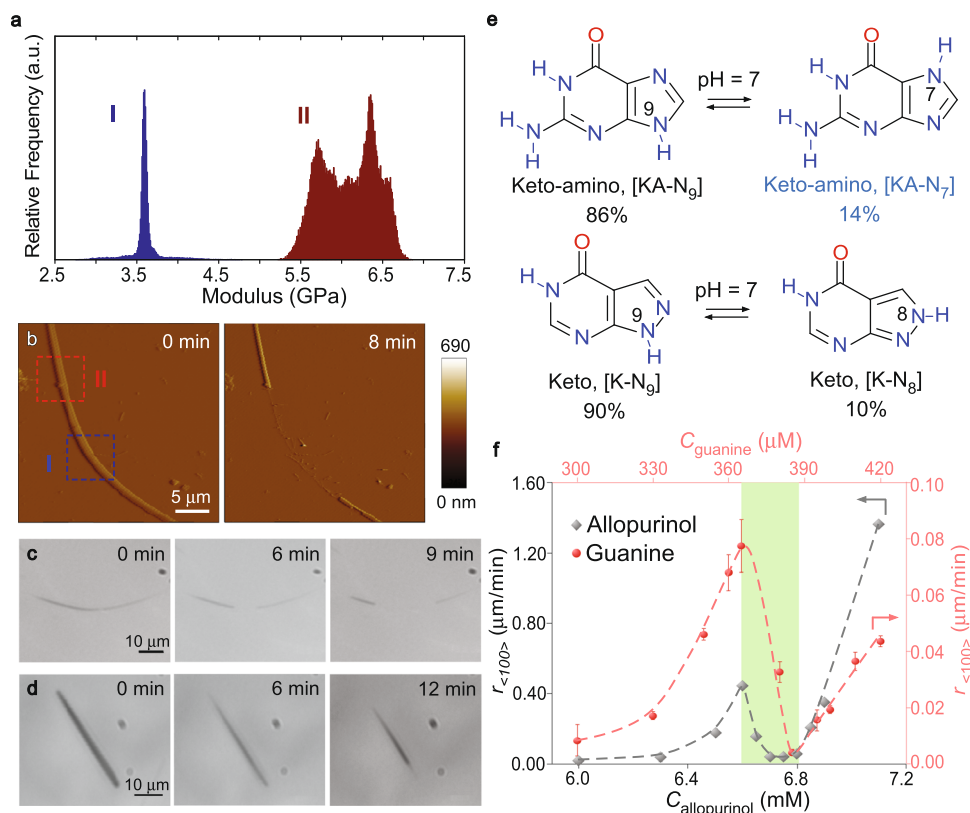 a
Relative Frequency (a.u.)
I
II
2.5 3.5 4.5 5.5 6.5 7.5
Modulus (GPa)
b
0 min
II
I
5 μm
8 min
690
0 nm
c
0 min
10 μm
6 min
9 min
d
0 min
10 μm
6 min
12 min
e
O
H
N
N
9
N
N
H
N
H
H
pH = 7
O
H
H
N
N
7
N
N
H
N
H
Keto-amino, [KA-N₉]
86%
Keto-amino, [KA-N₇]
14%
O
H
N
N
9
N
N
H
pH = 7
O
H
N
8
N-H
N
N
Keto, [K-N₉]
90%
Keto, [K-N₈]
10%
f
Cguanine (μM)
300 330 360 390 420
1.60
1.20
0.80
0.40
0.00
r<100> (μm/min)
Allopurinol
Guanine
0.10
0.08
0.06
0.04
0.02
0.00
r<100> (μm/min)
6.0 6.4 6.8 7.2
Callopurinol (mM)